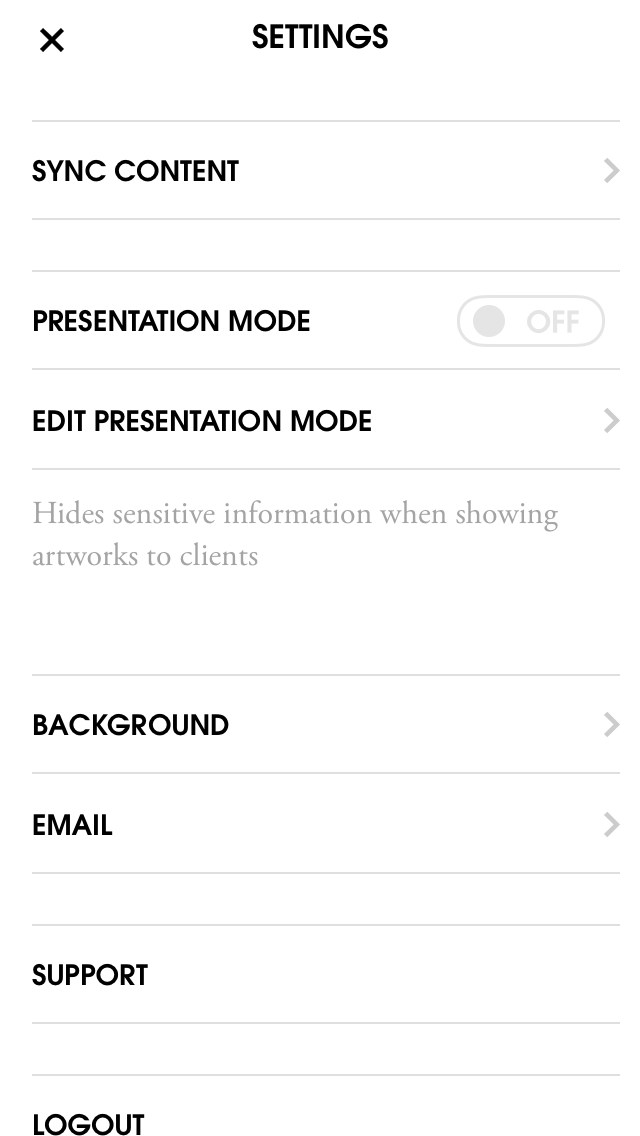 SETTINGS
SYNC CONTENT
PRESENTATION MODE OFF
EDIT PRESENTATION MODE
Hides sensitive information when showing
artworks to clients
BACKGROUND
EMAIL
SUPPORT
LOGOUT